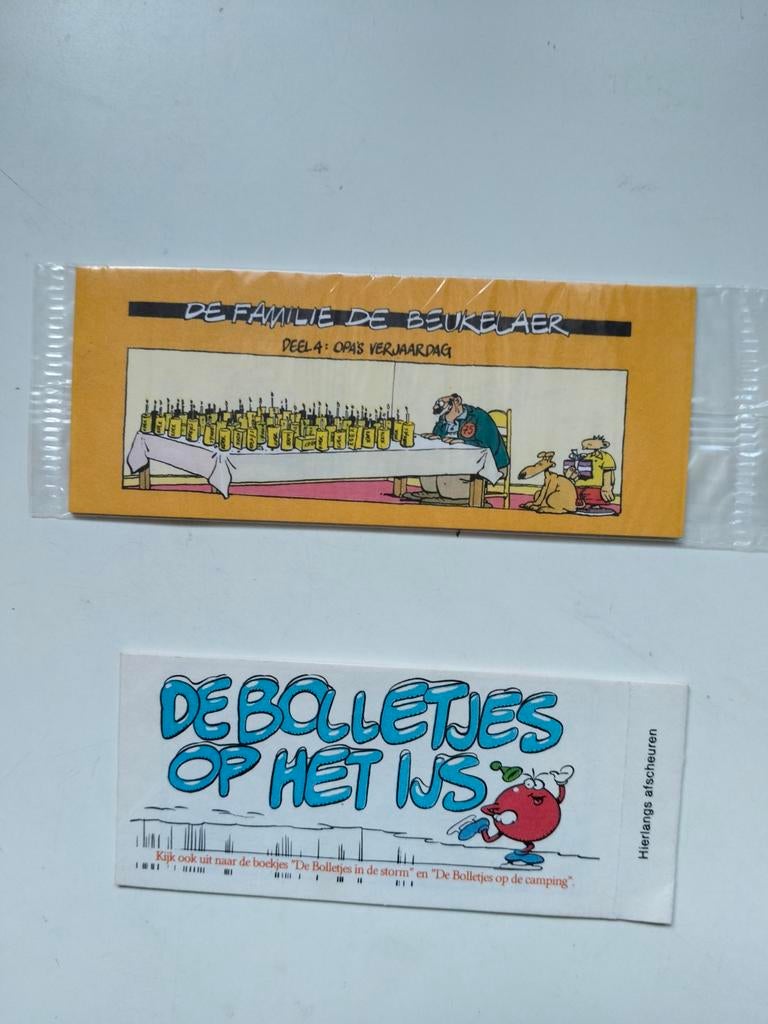 DE FAMILIE DE BEUKELAER
DEEL 4: OPA'S VERJAARDAG
DE BOLLETJES
OP HET IJS
Kijk ook uit naar de boekjes "De Bolletjes in de storm" en "De Bolletjes op de camping".
Hierlangs afscheuren